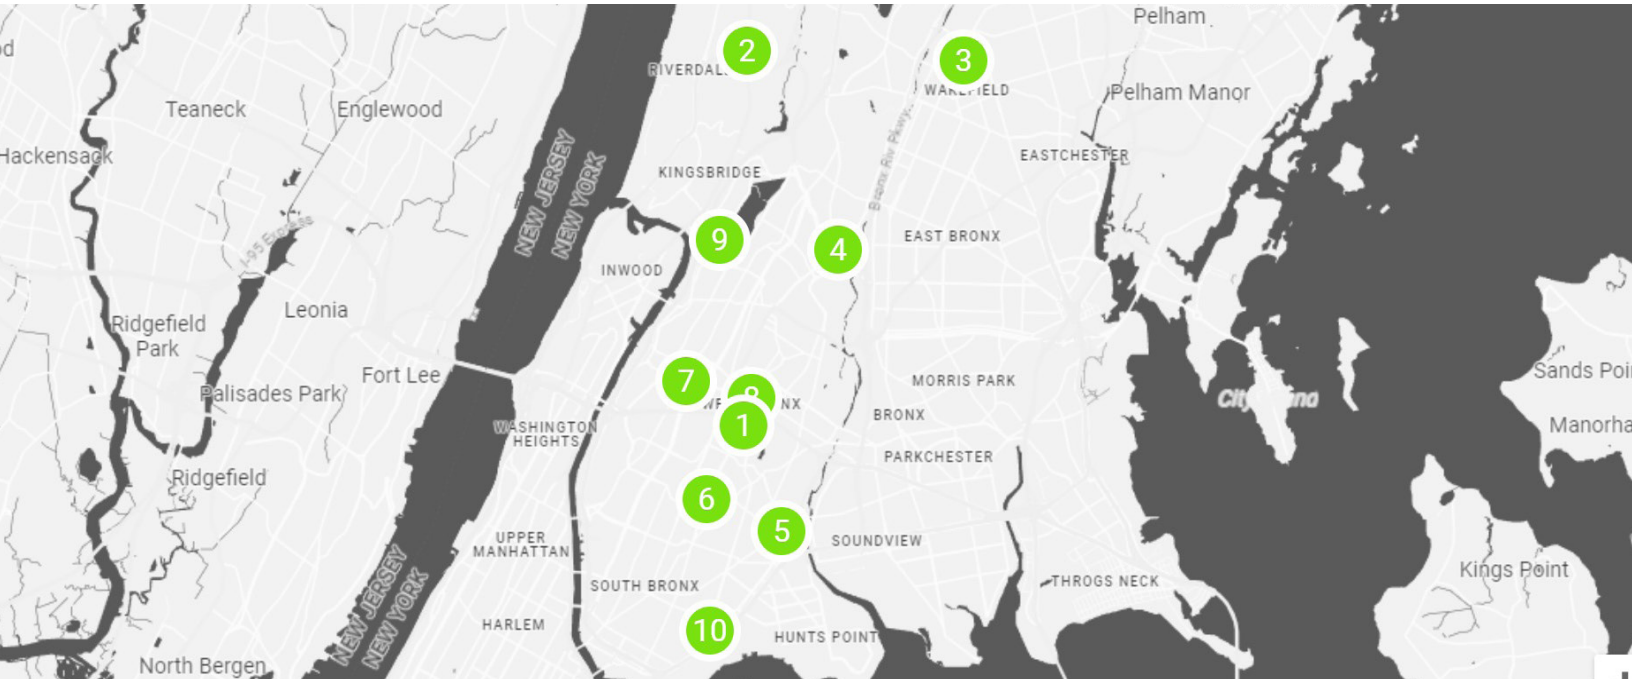 Pelham
2
3
RIVERDAL
WAKEFIELD
Pelham Manor
Teaneck
Englewood
Hackensack
EASTCHESTER
Bronx Riv Pkwy
KINGSBRIDGE
NEW JERSEY
NEW YORK
I-95 Express
9
4
EAST BRONX
INWOOD
Leonia
Ridgefield
Park
Fort Lee
7
8
NX
1
MORRIS PARK
BRONX
Palisades Park
City
Sands Poi
Manorha
WASHINGTON
HEIGHTS
PARKCHESTER
Ridgefield
6
5
UPPER
MANHATTAN
SOUNDVIEW
SOUTH BRONX
THROGS NECK
Kings Point
NEW JERSEY
NEW YORK
HARLEM
10
HUNTS POINT
North Bergen